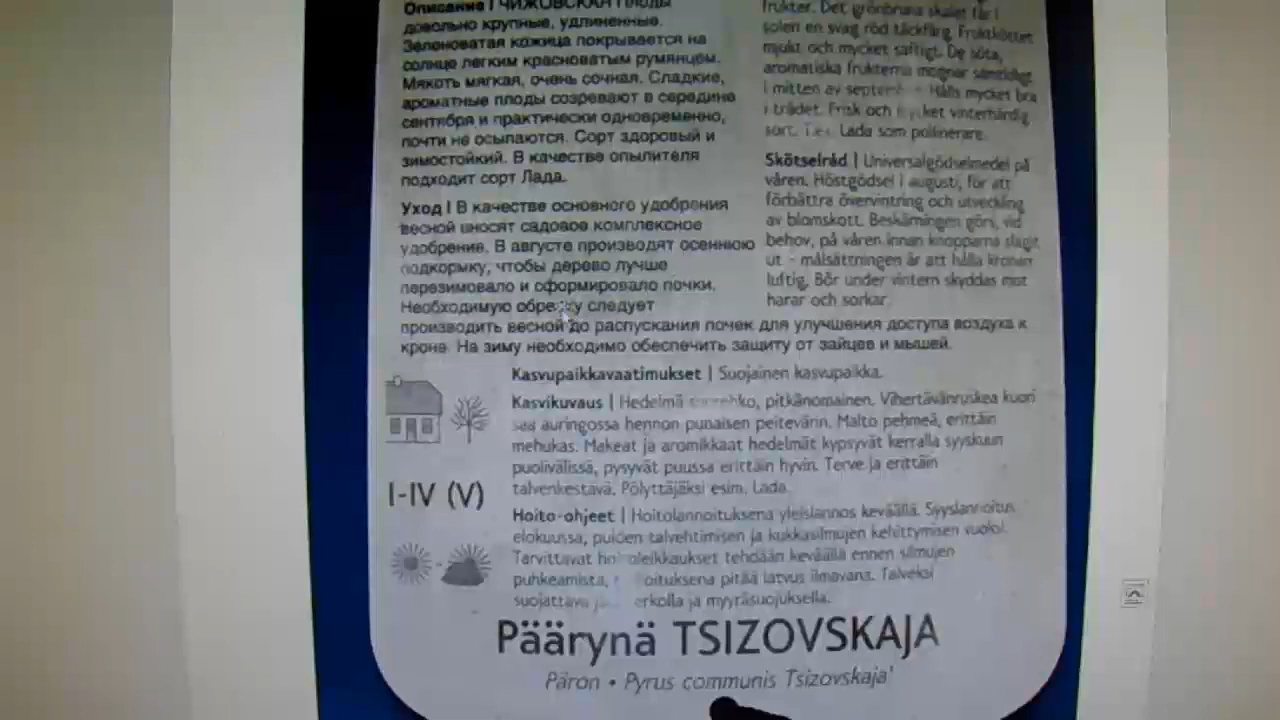 Описание | ЧИЖОВСКАЯ Плоды
довольно крупные, удлиненные.
Зеленоватая кожица покрывается на
солнце легким красноватым румянцем.
Мякоть мягкая, очень сочная. Сладкие,
ароматные плоды созревают в середине
сентября и практически одновременно,
почти не осыпаются. Сорт здоровый и
зимостойкий. В качестве опылителя
подходит сорт Лада.
Уход | В качестве основного удобрения
весной вносят садовое комплексное
удобрение. В августе производят осеннюю
подкормку, чтобы дерево лучше
перезимовало и сформировало почки.
Необходимую обрезку следует
производить весной до распускания почек для улучшения доступа воздуха к
кроне. На зиму необходимо обеспечить защиту от зайцев и мышей.
frukter. Det grönbruna skalet får i
solen en svag röd täckfärg. Fruktköttet
mjukt och mycket saftigt. De söta,
aromatiska frukterna mognar samtidigt
i mitten av Hålls mycket bra
i trädet. Frisk och mycket vinterhärdig
sort. T.ex. Lada som pollinerare.
Skötselråd | Universalgödselmedel på
våren. Höstgödsel i augusti, för att
förbättra övervintring och utveckling
av blomskott. Beskärningen görs, vid
behov, på våren innan knopparna slagit
ut - målsättningen är att hålla kronan
luftig. Bör under vintern skyddas mot
harar och sorkar.
Kasvupaikkavaatimukset | Suojainen kasvupaikka.
Kasvikuvaus | Hedelmä pitkänomainen. Vihertävänruskea kuori
saa auringossa hennon punaisen peitevärin. Malto pehmeä, erittäin
mehukas. Makeat ja aromikkaat hedelmät kypsyvät kerralla syyskuun
puolivälissä, pysyvät puussa erittäin hyvin. Terve ja erittäin
talvenkestävä. Pölyttäjäksi esim. Lada.
Hoito-ohjeet | Hoitolannoituksena yleislannos keväällä. Syyslannoitus
elokuussa, puiden talvehtimisen ja kukkasilmujen kehittymisen vuoksi.
Tarvittavat hoitoleikkaukset tehdään keväällä ennen silmujen
puhkeamista, pitää latvus ilmavana. Talveksi
suojattava ja myyräsuojuksella.
I-IV (V)
Päärynä TSIZOVSKAJA
Päron • Pyrus communis Tsizovskaja'